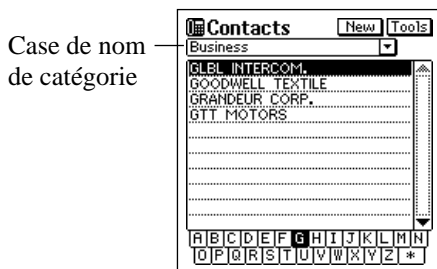 Case de nom
de catégorie
Contacts New Tools
Business
GLBL INTERCOM.
GOODWELL TEXTILE
GRANDEUR CORP.
GTT MOTORS
A B C D E F G H I J K L M N
O P Q R S T U V W X Y Z *